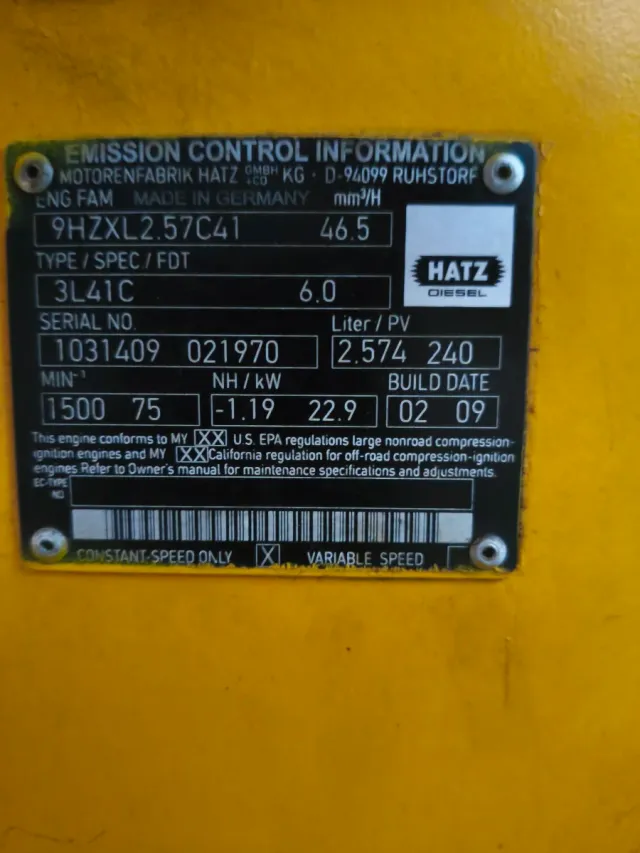 EMISSION CONTROL INFORMATION
MOTORENFABRIK HATZ GMBH +CO KG · D-94099 RUHSTORF
ENG FAM MADE IN GERMANY mm³/H
9HZXL2.57C41 46.5
TYPE / SPEC / FDT
3L41C 6.0
HATZ
DIESEL
SERIAL NO. Liter / PV
1031409 021970 2.574 240
MIN⁻¹ NH / kW BUILD DATE
1500 75 -1.19 22.9 02 09
This engine conforms to MY XX U.S. EPA regulations large nonroad compression-
ignition engines and MY XX California regulation for off-road compression-ignition
engines Refer to Owner's manual for maintenance specifications and adjustments.
EC-TYPE
NO
CONSTANT-SPEED ONLY X VARIABLE SPEED